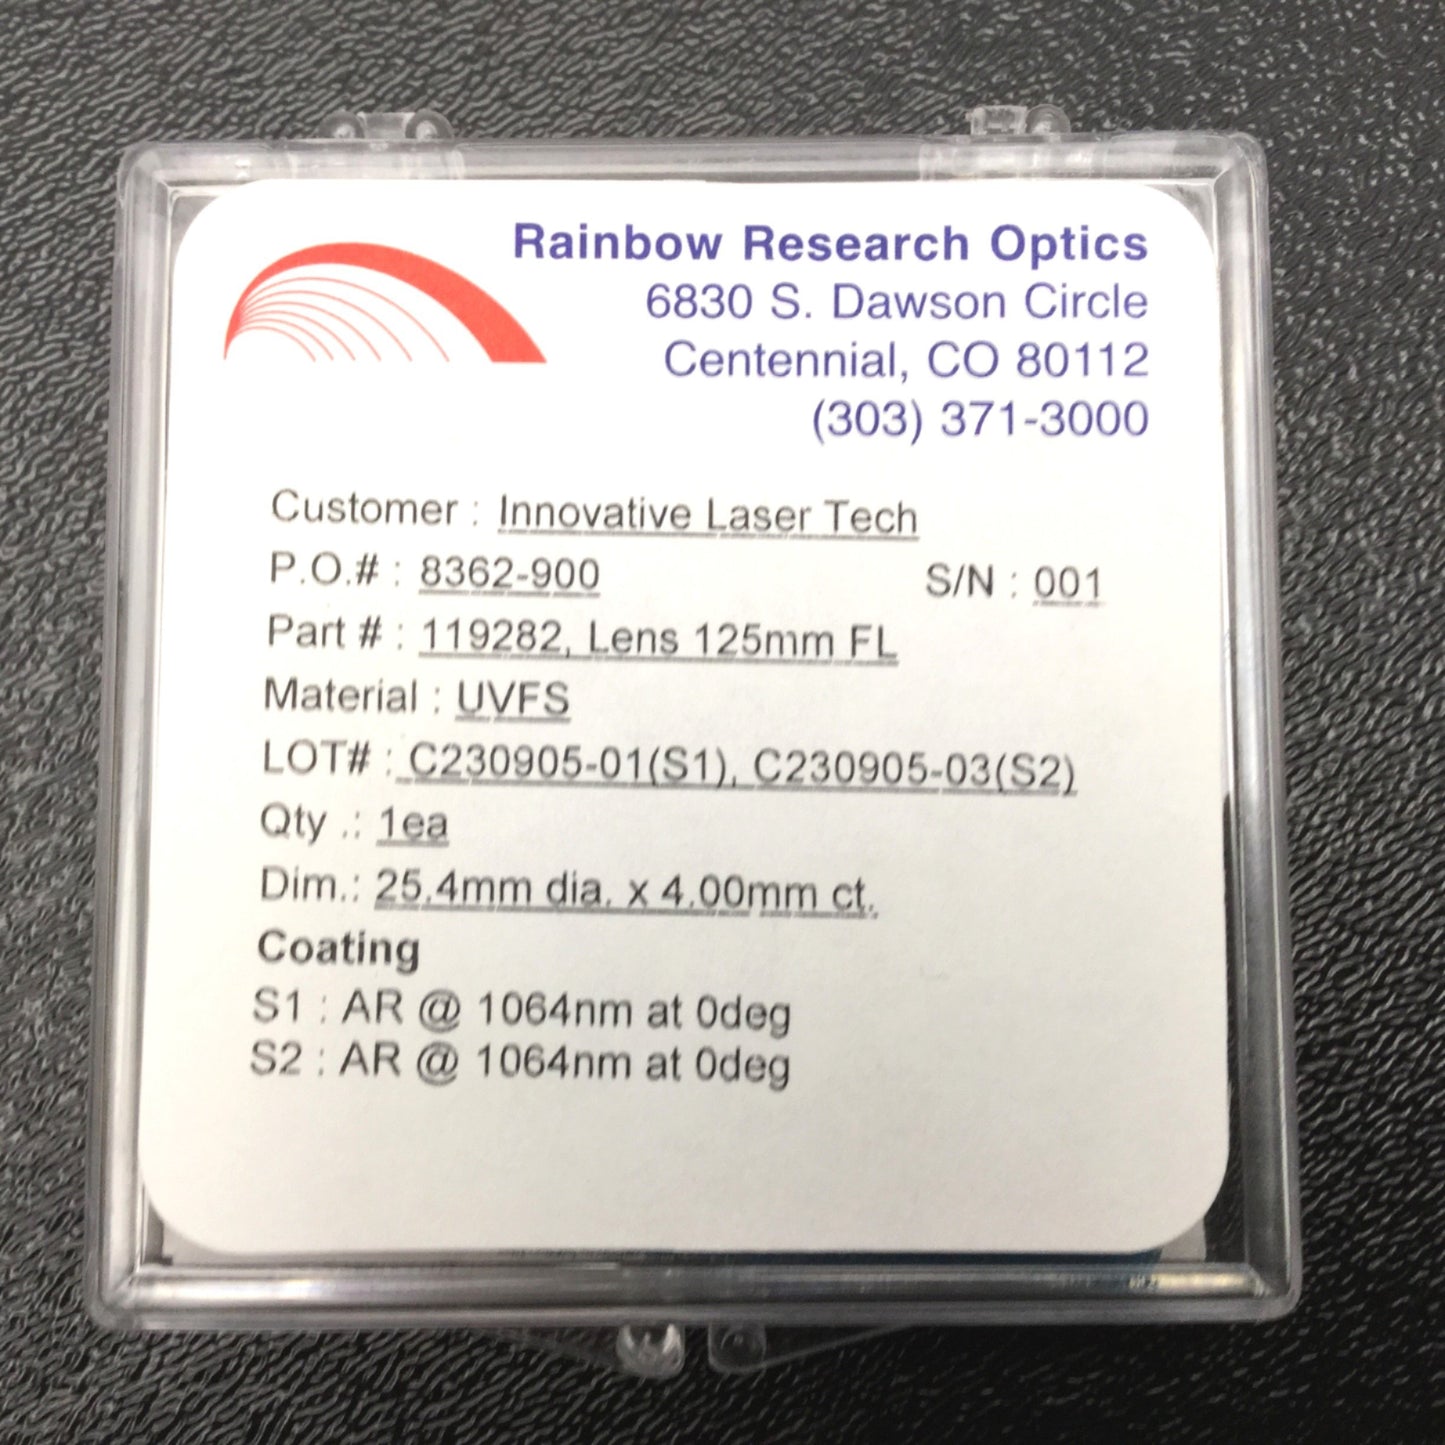 Rainbow Research Optics
6830 S. Dawson Circle
Centennial, CO 80112
(303) 371-3000
Customer : Innovative Laser Tech
P.O.# : 8362-900 S/N : 001
Part # : 119282, Lens 125mm FL
Material : UVFS
LOT# : C230905-01(S1), C230905-03(S2)
Qty .: 1ea
Dim.: 25.4mm dia. x 4.00mm ct.
Coating
S1 : AR @ 1064nm at 0deg
S2 : AR @ 1064nm at 0deg